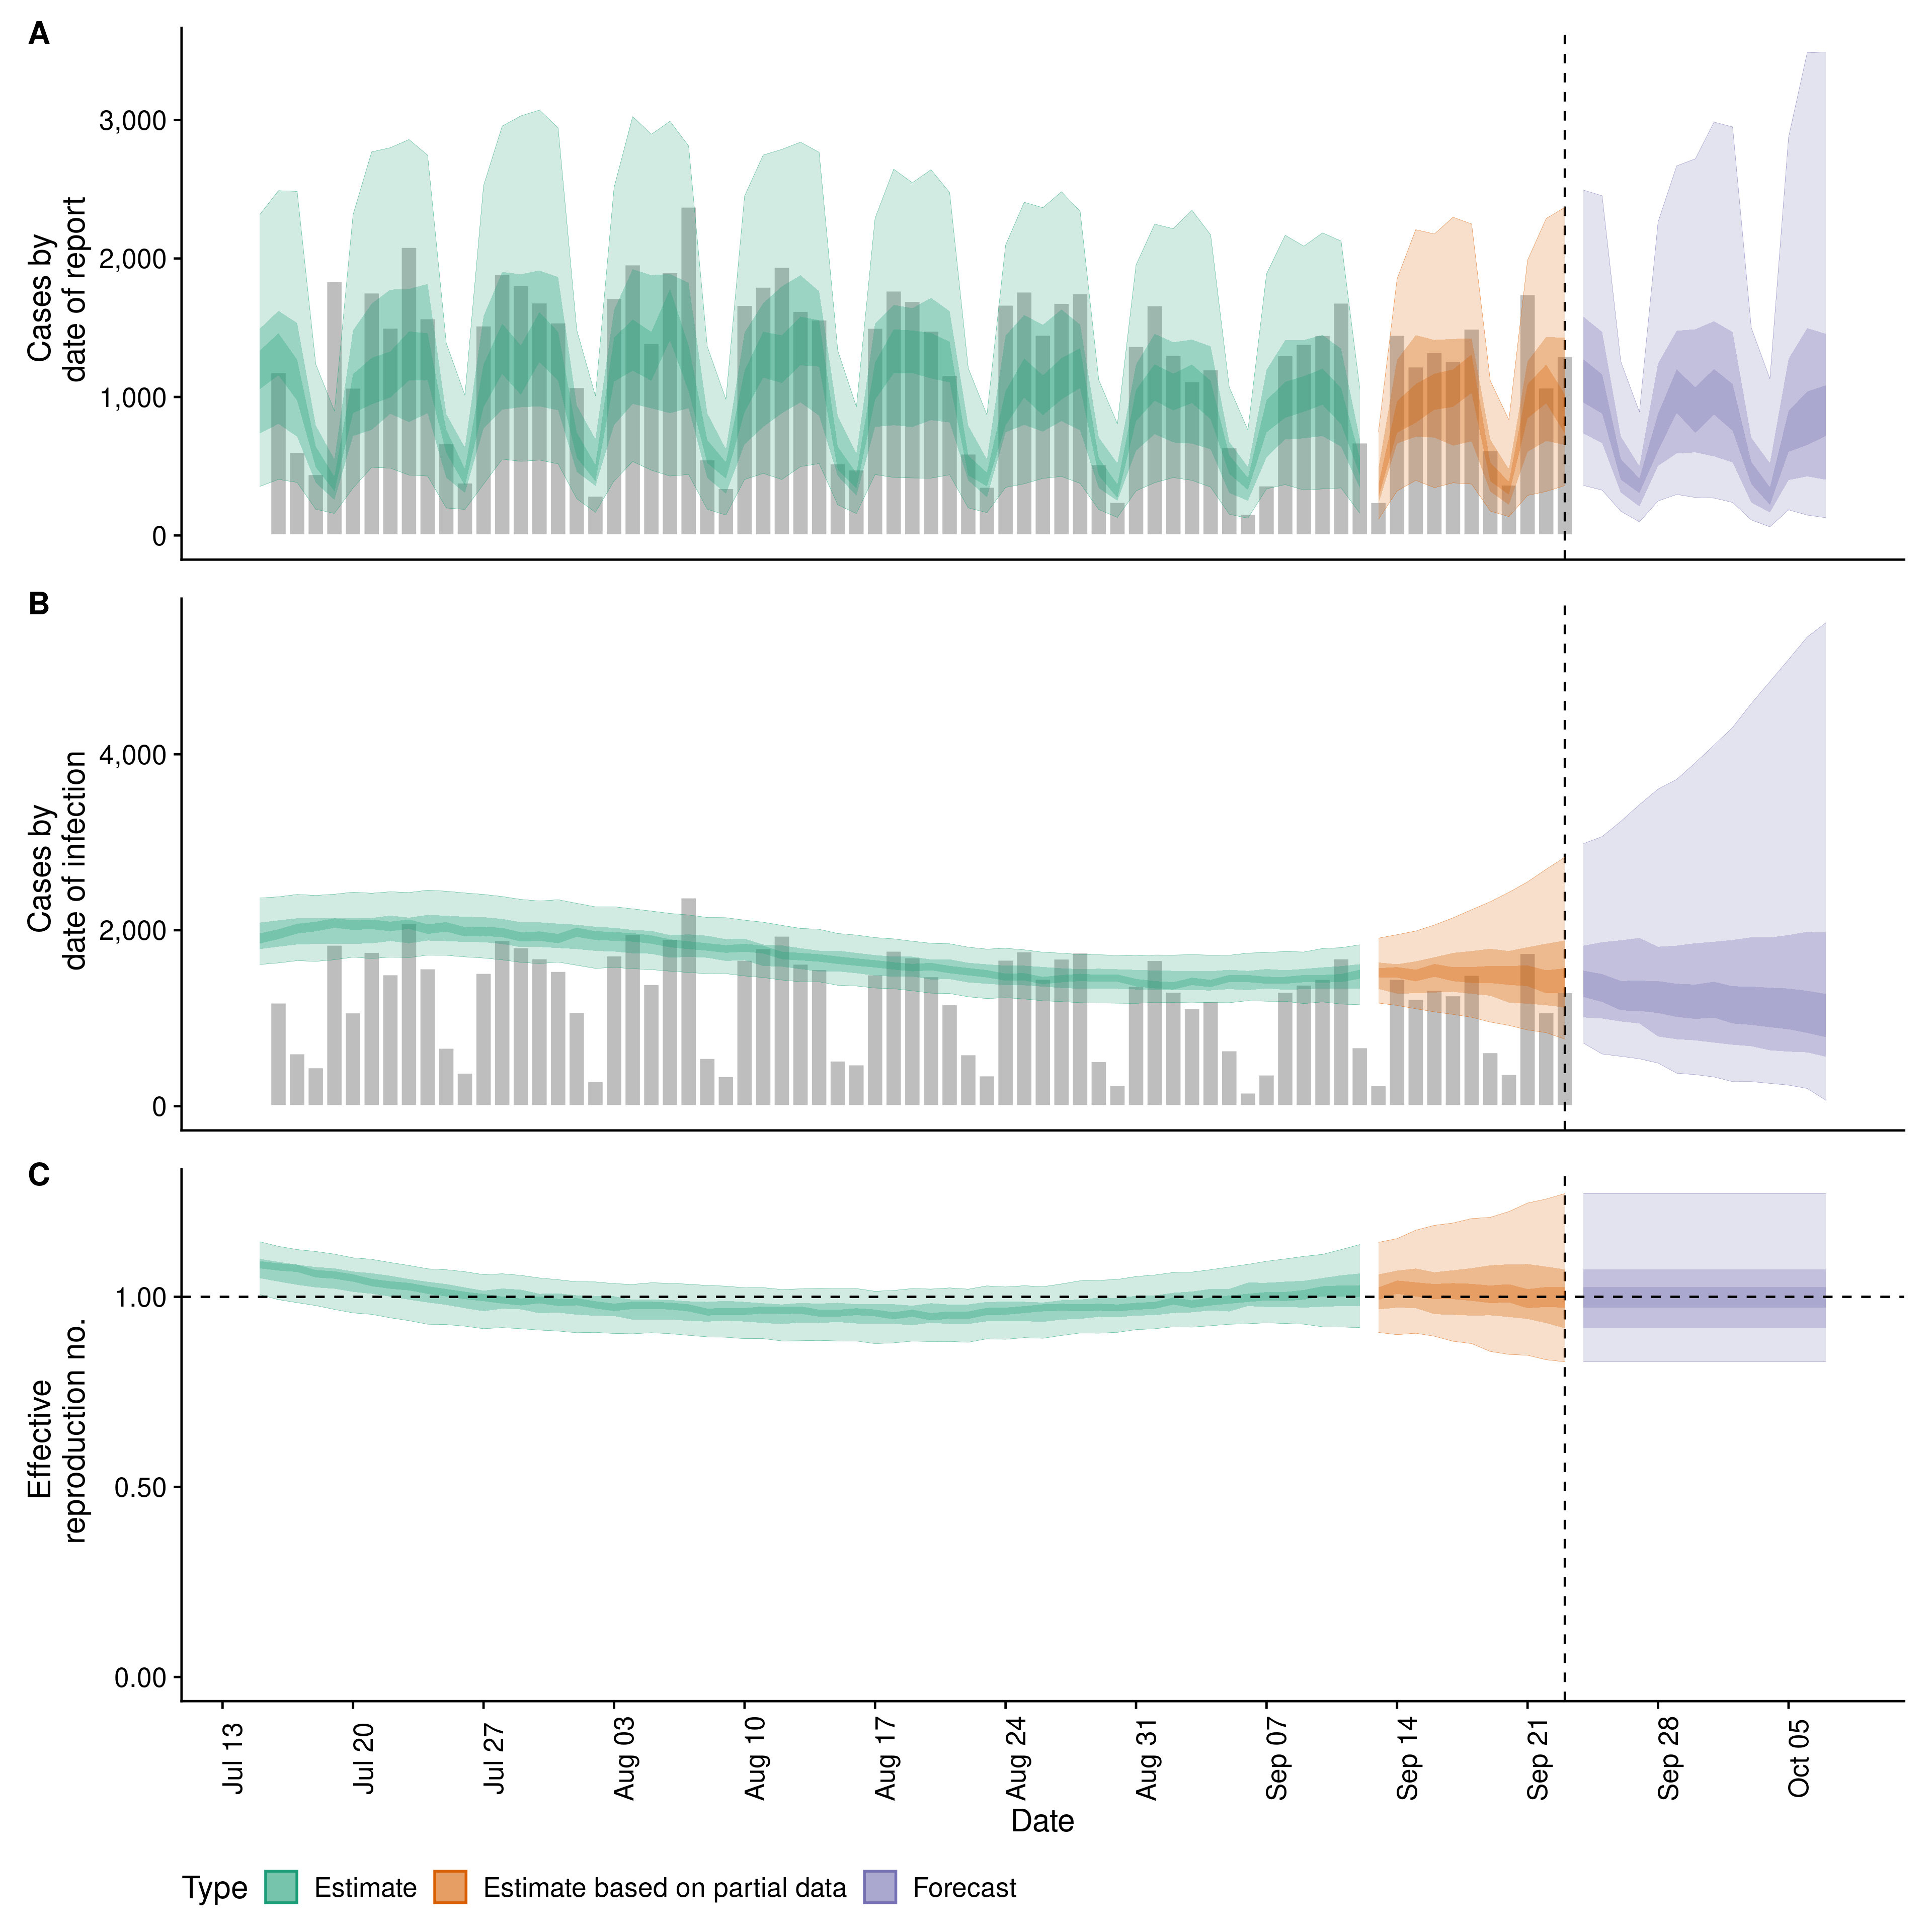 A
Cases by
date of report
3,000
2,000
1,000
0
B
Cases by
date of infection
4,000
2,000
0
C
Effective
reproduction no.
1.00
0.50
0.00
Jul 13
Jul 20
Jul 27
Aug 03
Aug 10
Aug 17
Aug 24
Aug 31
Sep 07
Sep 14
Sep 21
Sep 28
Oct 05
Date
Type Estimate Estimate based on partial data Forecast